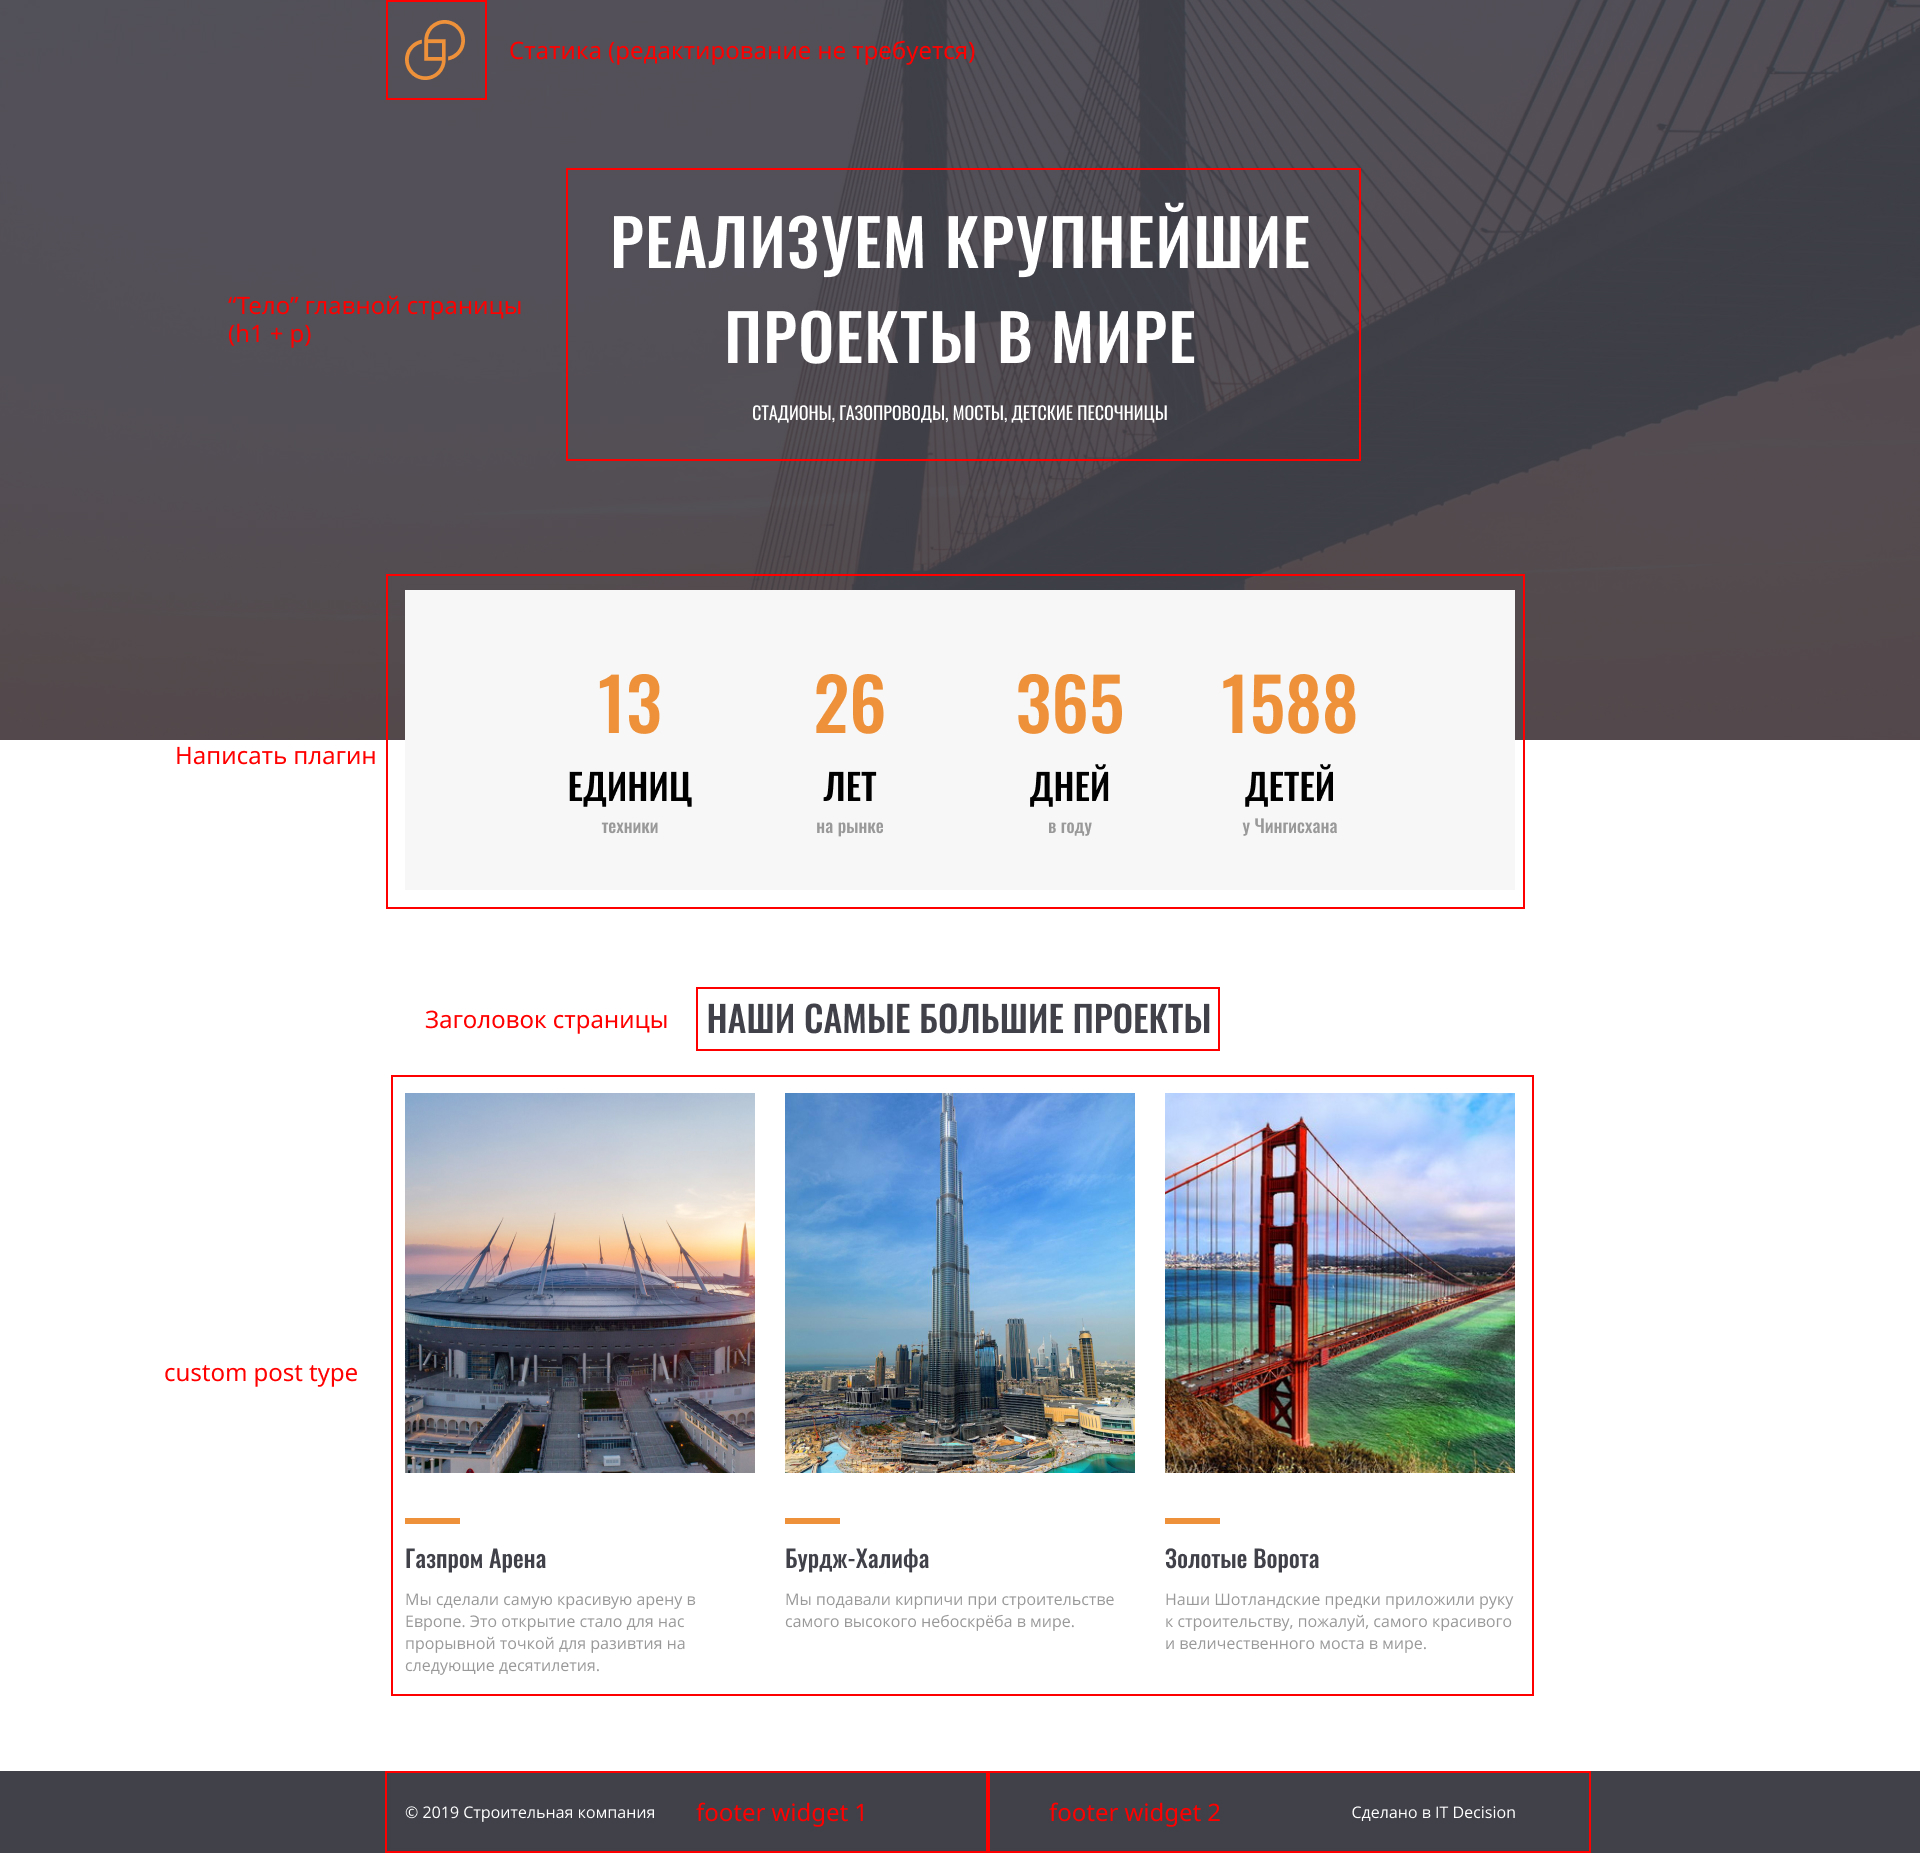 Статика (редактирование не требуется)
РЕАЛИЗУЕМ КРУПНЕЙШИЕ
ПРОЕКТЫ В МИРЕ
СТАДИОНЫ, ГАЗОПРОВОДЫ, МОСТЫ, ДЕТСКИЕ ПЕСОЧНИЦЫ
"Тело" главной страницы
(h1 + p)
Написать плагин
13
ЕДИНИЦ
техники
26
ЛЕТ
на рынке
365
ДНЕЙ
в году
1588
ДЕТЕЙ
у Чингисхана
Заголовок страницы
НАШИ САМЫЕ БОЛЬШИЕ ПРОЕКТЫ
custom post type
Газпром Арена
Мы сделали самую красивую арену в
Европе. Это открытие стало для нас
прорывной точкой для разивтия на
следующие десятилетия.
Бурдж-Халифа
Мы подавали кирпичи при строительстве
самого высокого небоскрёба в мире.
Золотые Ворота
Наши Шотландские предки приложили руку
к строительству, пожалуй, самого красивого
и величественного моста в мире.
© 2019 Строительная компания
footer widget 1
footer widget 2
Сделано в IT Decision